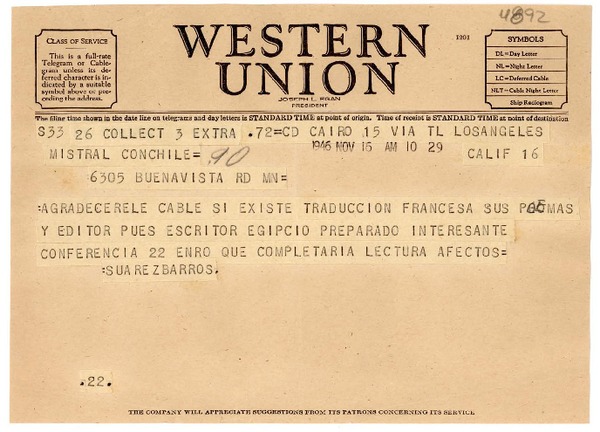 4892
CLASS OF SERVICE
This is a full-rate
Telegram or Cable-
gram unless its de-
ferred character is in-
dicated by a suitable
symbol above or pre-
ceding the address.
WESTERN
UNION
1201
JOSEPH L. EGAN
PRESIDENT
SYMBOLS
DL=Day Letter
NL=Night Letter
LC=Deferred Cable
NLT=Cable Night Letter
Ship Radiogram
The filing time shown in the date line on telegrams and day letters is STANDARD TIME at point of origin. Time of receipt is STANDARD TIME at point of destination
S33 26 COLLECT 3 EXTRA .72=CD CAIRO 15 VIA TL LOSANGELES
MISTRAL CONCHILE= 90 1946 NOV 15 AM 10 29 CALIF 16
6305 BUENAVISTA RD MN=
:AGRADECERELE CABLE SI EXISTE TRADUCCION FRANCESA SUS POEMAS
Y EDITOR PUES ESCRITOR EGIPCIO PREPARADO INTERESANTE
CONFERENCIA 22 ENRO QUE COMPLETARIA LECTURA AFECTOS=
:SUAREZBARROS.
.22.
THE COMPANY WILL APPRECIATE SUGGESTIONS FROM ITS PATRONS CONCERNING ITS SERVICE